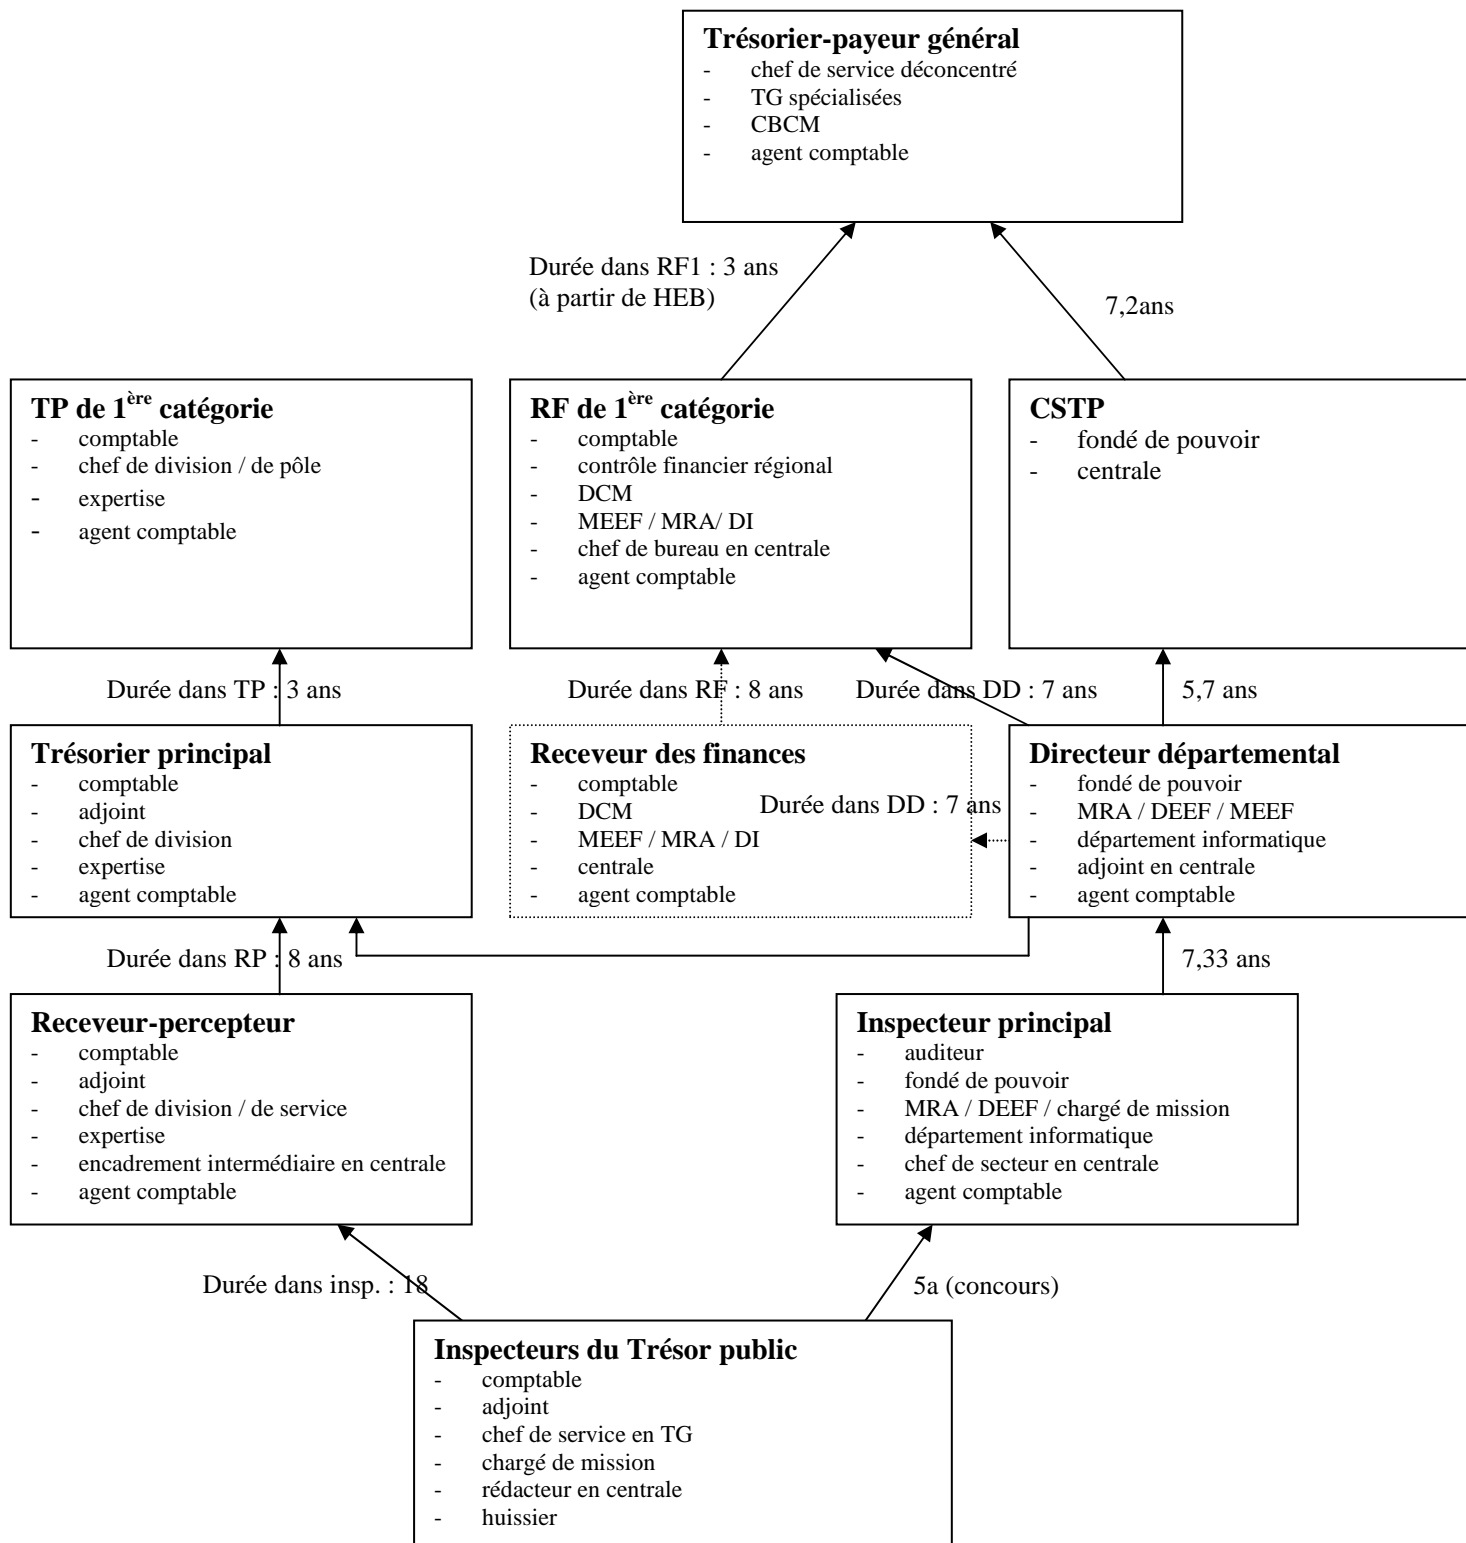 Trésorier-payeur général
- chef de service déconcentré
- TG spécialisées
- CBCM
- agent comptable
Durée dans RF1 : 3 ans
(à partir de HEB)
7,2ans
TP de 1ère catégorie
- comptable
- chef de division / de pôle
- expertise
- agent comptable
RF de 1ère catégorie
- comptable
- contrôle financier régional
- DCM
- MEEF / MRA/ DI
- chef de bureau en centrale
- agent comptable
CSTP
- fondé de pouvoir
- centrale
Durée dans TP : 3 ans
Durée dans RF : 8 ans
Durée dans DD : 7 ans
5,7 ans
Trésorier principal
- comptable
- adjoint
- chef de division
- expertise
- agent comptable
Receveur des finances
- comptable
- DCM
- MEEF / MRA / DI
- centrale
- agent comptable
Durée dans DD : 7 ans
Directeur départemental
- fondé de pouvoir
- MRA / DEEF / MEEF
- département informatique
- adjoint en centrale
- agent comptable
Durée dans RP : 8 ans
7,33 ans
Receveur-percepteur
- comptable
- adjoint
- chef de division / de service
- expertise
- encadrement intermédiaire en centrale
- agent comptable
Inspecteur principal
- auditeur
- fondé de pouvoir
- MRA / DEEF / chargé de mission
- département informatique
- chef de secteur en centrale
- agent comptable
Durée dans insp. : 18
5a (concours)
Inspecteurs du Trésor public
- comptable
- adjoint
- chef de service en TG
- chargé de mission
- rédacteur en centrale
- huissier